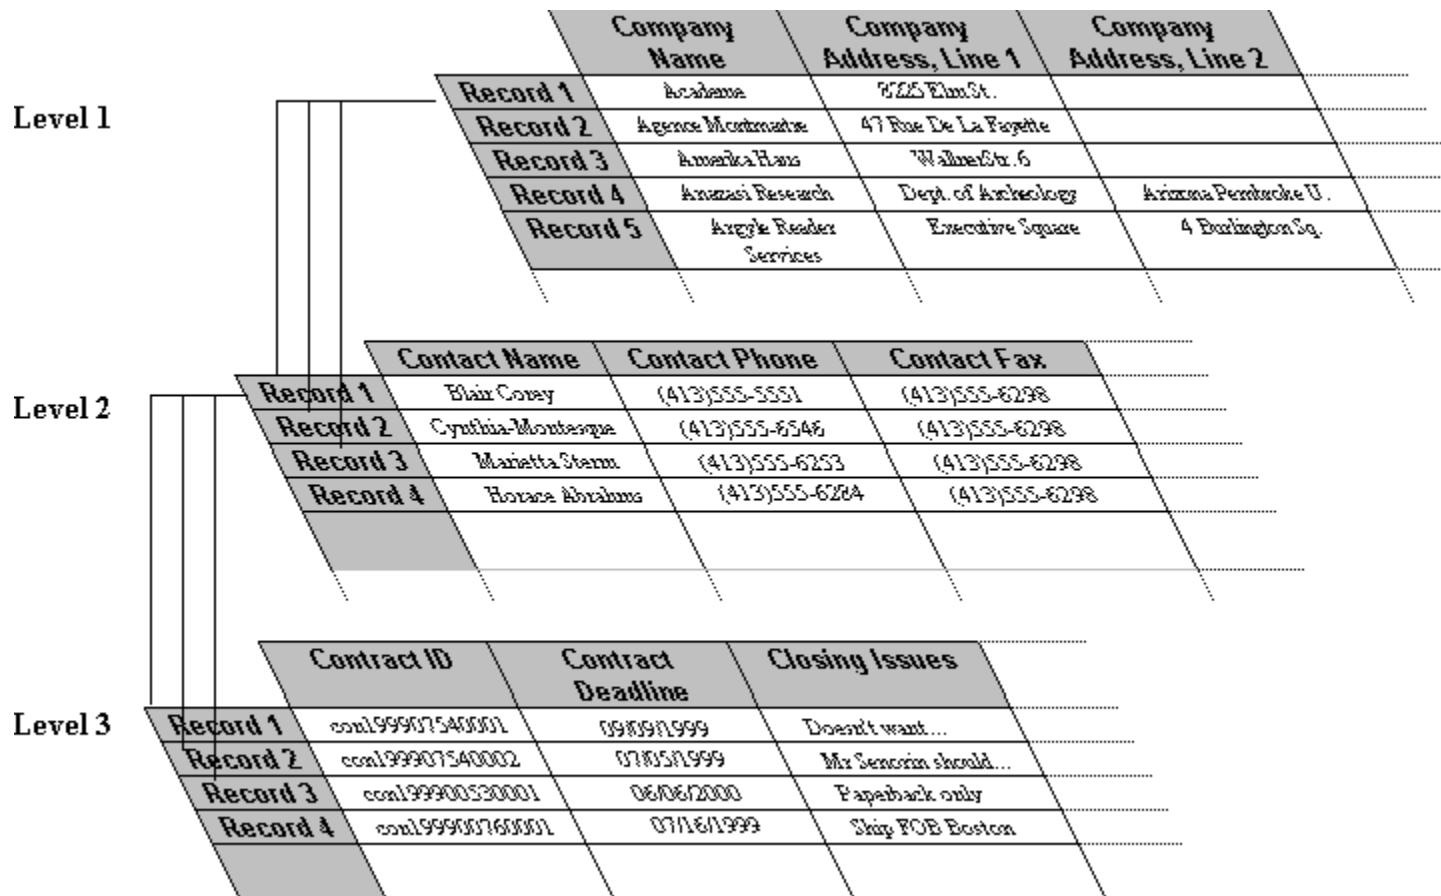 Company Name Company Address, Line 1 Company Address, Line 2
Level 1
Record 1 Academe 8225 Elm St.
Record 2 Agence Montmartre 47 Rue De La Fayette
Record 3 Amerika Haus WallnerStr. 6
Record 4 Anazasi Research Dept. of Archeology Arizona Pembroke U.
Record 5 Argyle Reader Services Executive Square 4 Burlington Sq.
Contact Name Contact Phone Contact Fax
Level 2
Record 1 Blair Corey (413)555-5551 (413)555-6298
Record 2 Cynthia-Montesque (413)555-6546 (413)555-6298
Record 3 Marietta Sterm (413)555-6253 (413)555-6298
Record 4 Horace Abrahms (413)555-6284 (413)555-6298
Contract ID Contract Deadline Closing Issues
Level 3
Record 1 con199907540001 09/09/1999 Doesn't want...
Record 2 con199907540002 07/05/1999 Mr Senorin should...
Record 3 con199900530001 06/06/2000 Paperback only
Record 4 con199900760001 07/16/1999 Ship FOB Boston